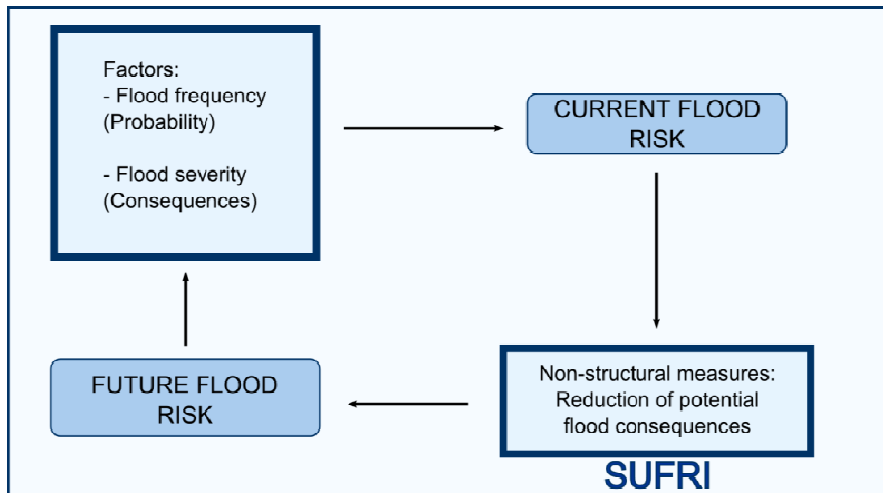 Factors:
- Flood frequency
(Probability)
- Flood severity
(Consequences)
CURRENT FLOOD
RISK
Non-structural measures:
Reduction of potential
flood consequences
SUFRI
FUTURE FLOOD
RISK